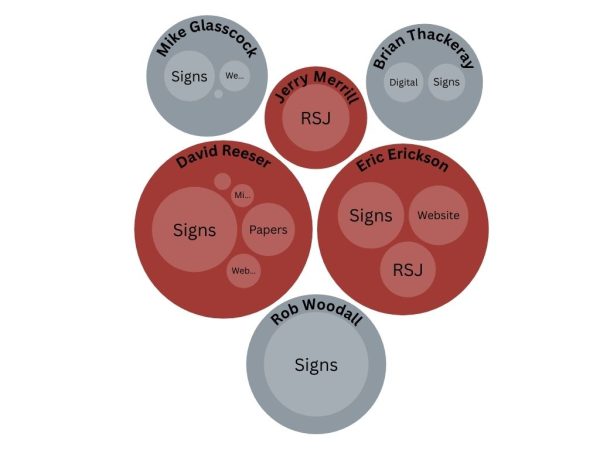 Mike Glasscock
Signs
We...
Brian Thackeray
Digital
Signs
Jerry Merrill
RSJ
David Reeser
Signs
Mi...
Papers
Web...
Eric Erickson
Signs
Website
RSJ
Rob Woodall
Signs